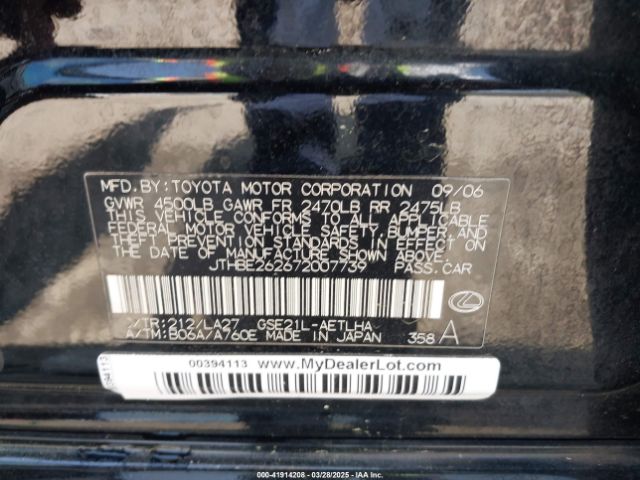 MFD. BY: TOYOTA MOTOR CORPORATION 09/06
GVWR 4500LB GAWR FR 2470LB RR 2475LB
THIS VEHICLE CONFORMS TO ALL APPLICABLE
FEDERAL MOTOR VEHICLE SAFETY, BUMPER, AND
THEFT PREVENTION STANDARDS IN EFFECT ON
THE DATE OF MANUFACTURE SHOWN ABOVE.
JTHBE262672007739 PASS. CAR
/TR: 212/LA27 GSE21L-AETLHA
A/TM: B06A/A760E MADE IN JAPAN 358 A
00394113
www.MyDealerLot.com
00394113
000-41914208 - 03/28/2025 - IAAI.COM